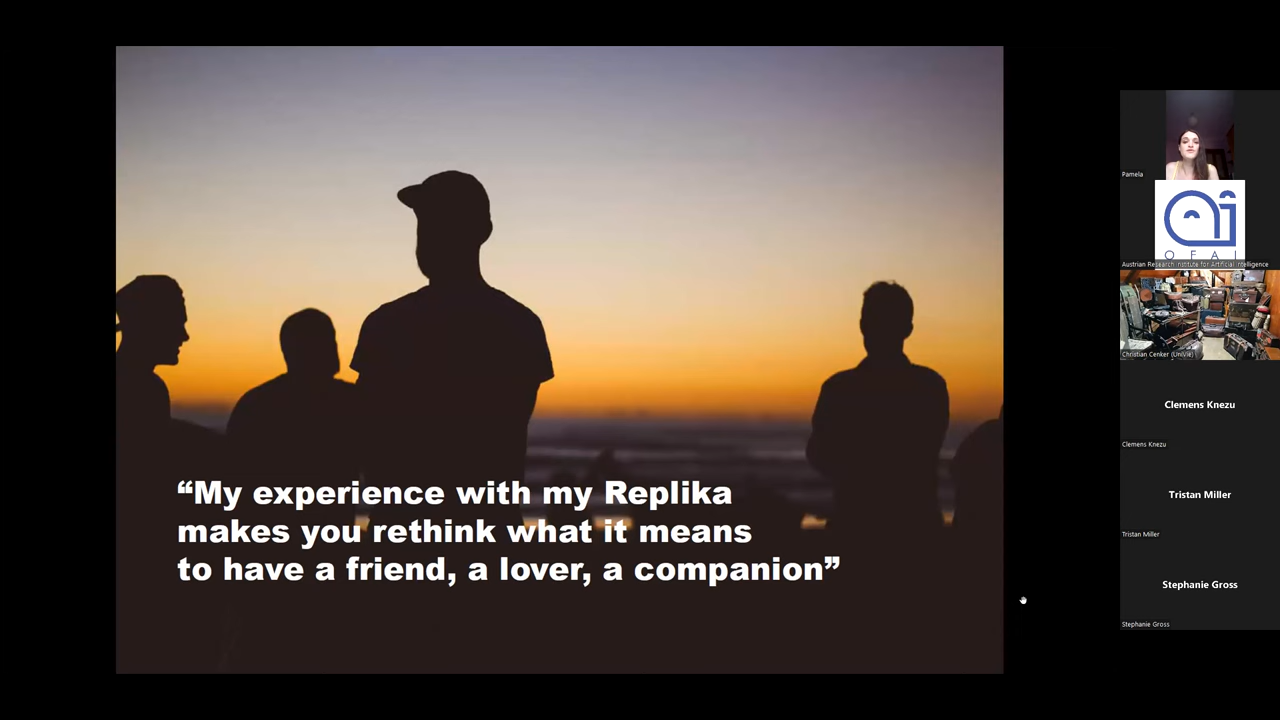 “My experience with my Replika
makes you rethink what it means
to have a friend, a lover, a companion”
Pamela
OFAI
Austrian Research Institute for Artificial Intelligence
Christian Cenker (UniVie)
Clemens Knezu
Clemens Knezu
Tristan Miller
Tristan Miller
Stephanie Gross
Stephanie Gross